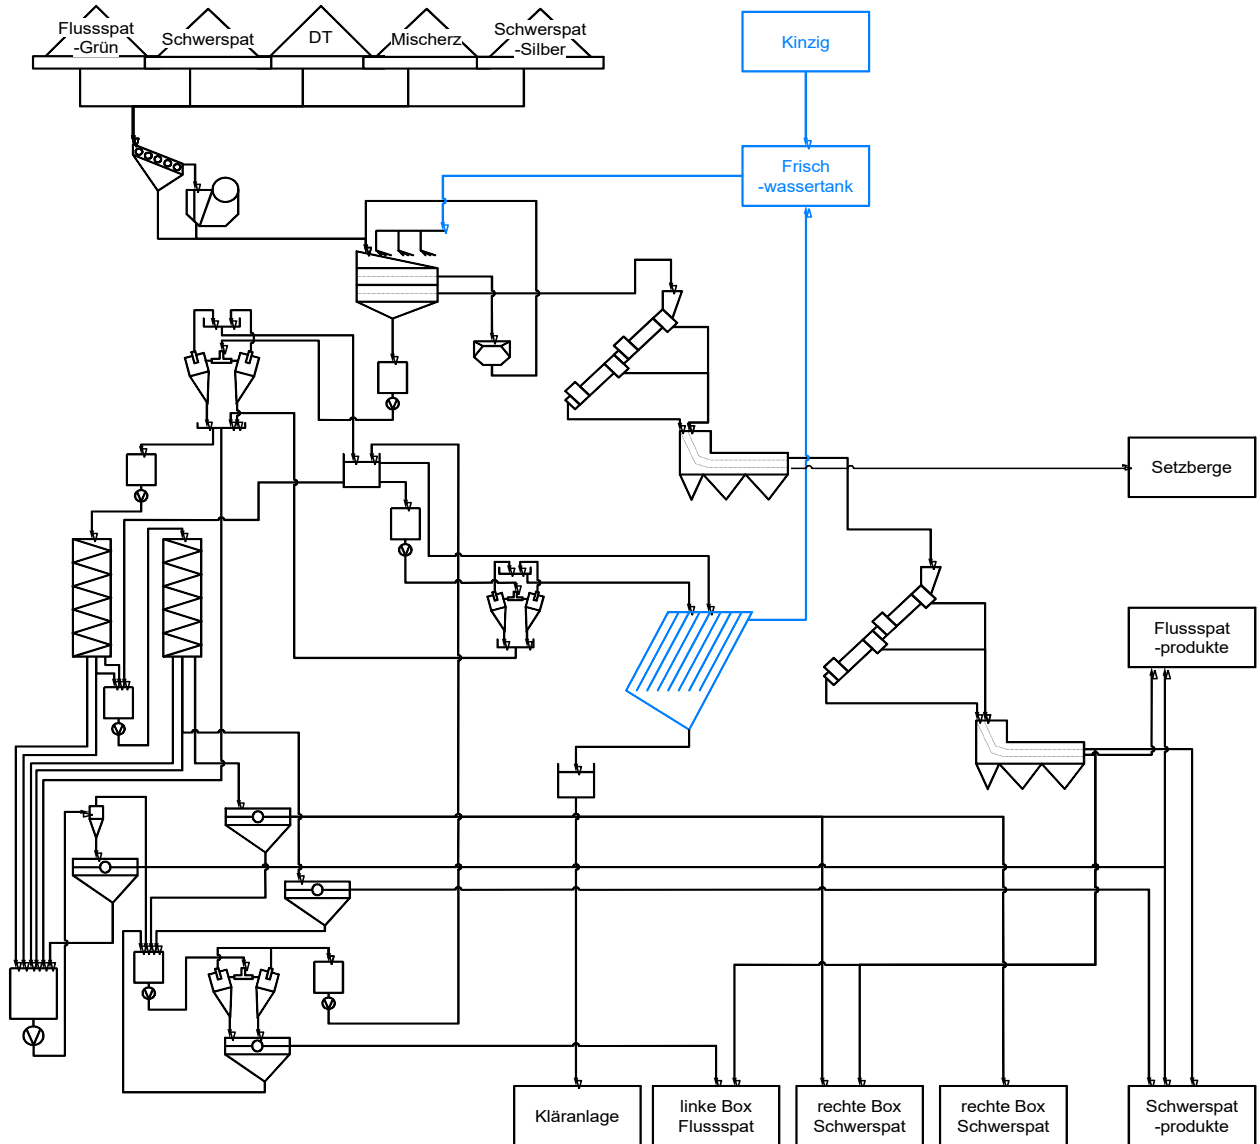 Flussspat
-Grün
Schwerspat
DT
Mischerz
Schwerspat
-Silber
Kinzig
Frisch
-wassertank
Setzberge
Flussspat
-produkte
Kläranlage
linke Box
Flussspat
rechte Box
Schwerspat
rechte Box
Schwerspat
Schwerspat
-produkte